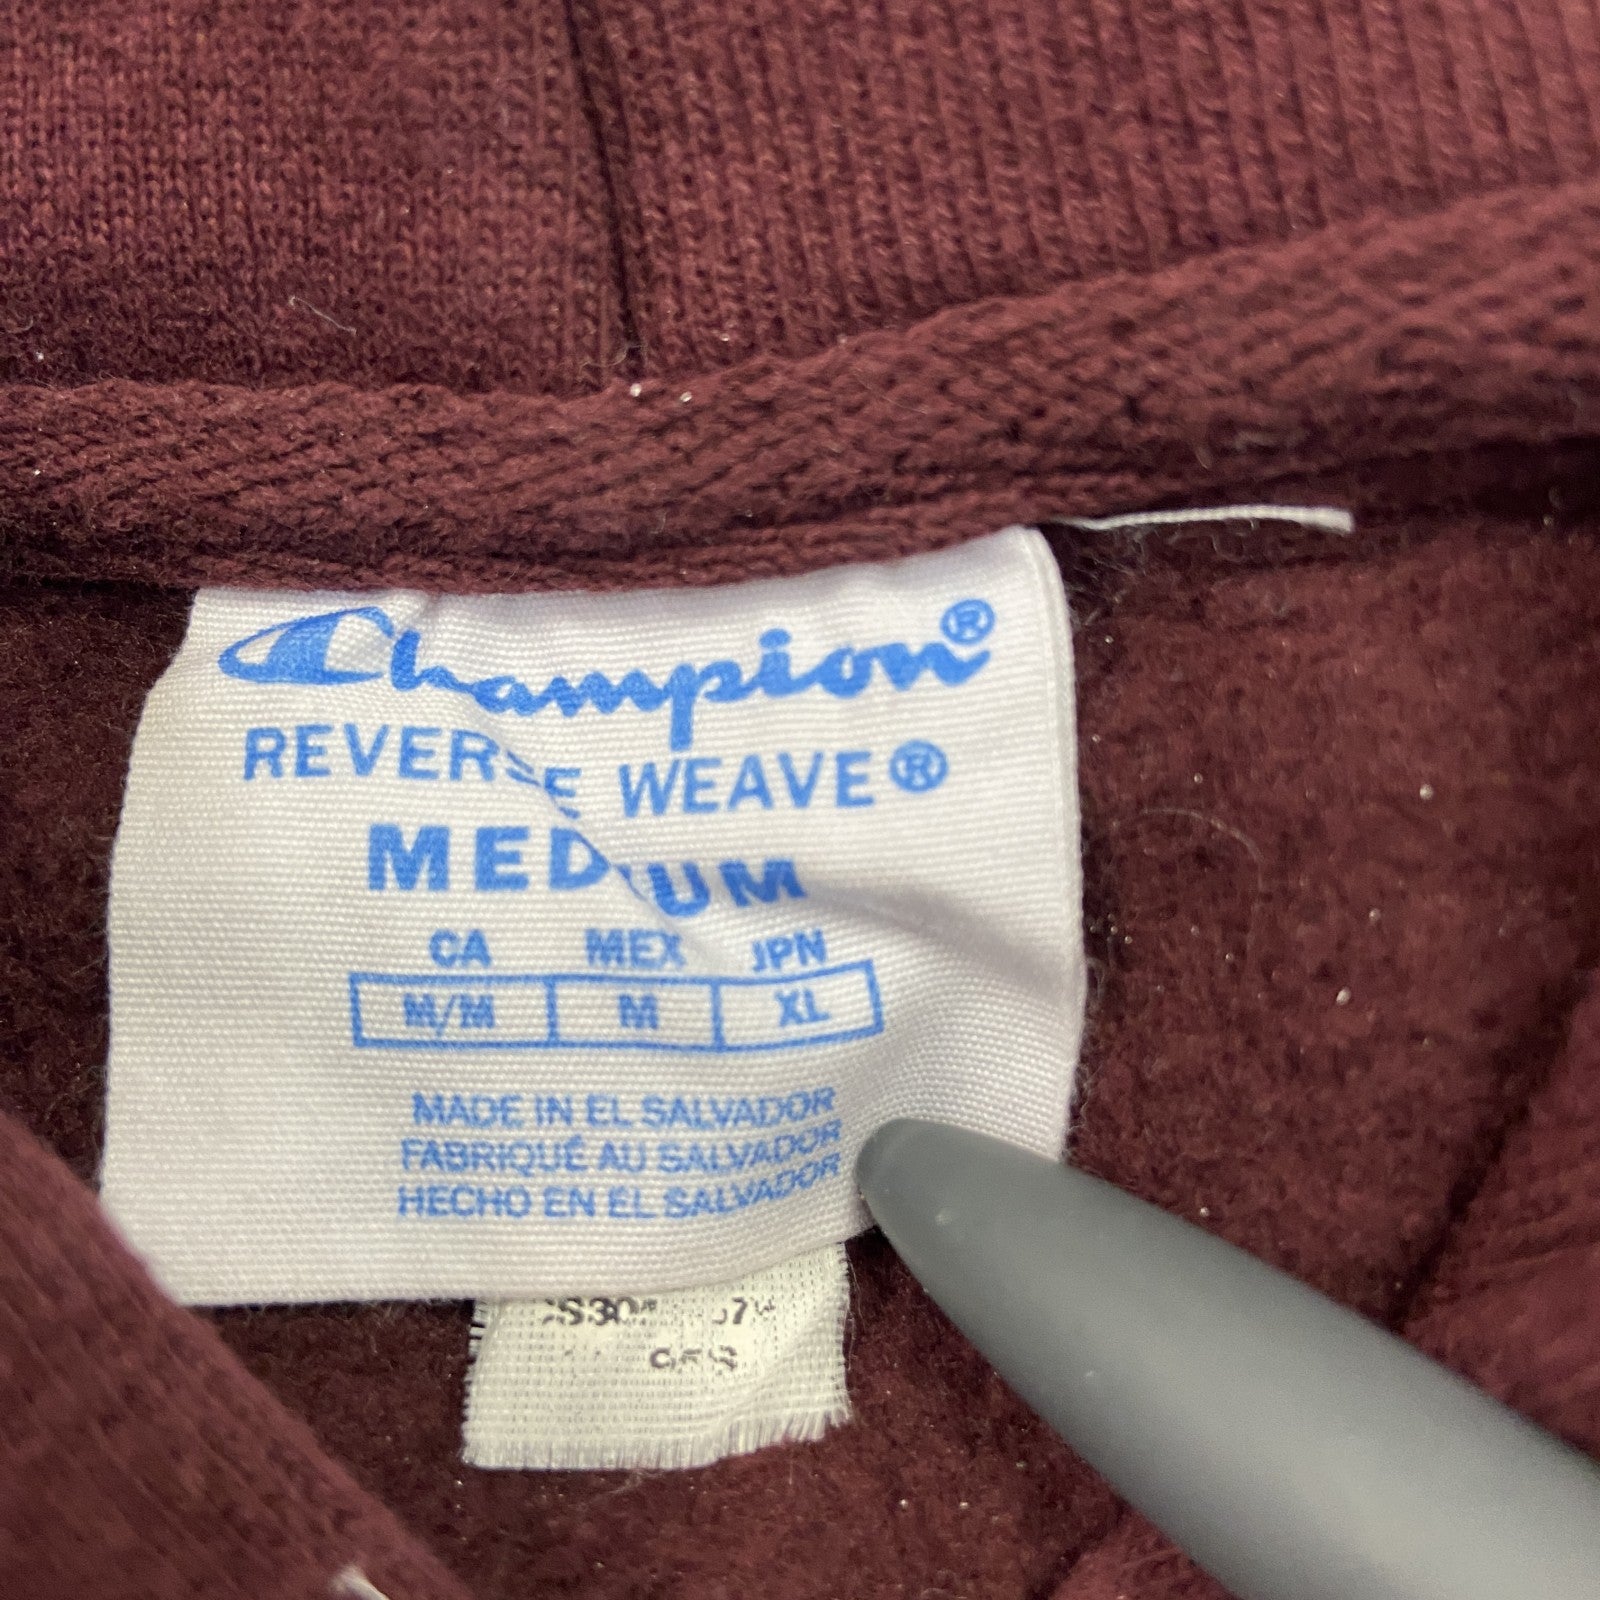 Champion®
REVERSE WEAVE®
MEDIUM
CA MEX JPN
M/M M XL
MADE IN EL SALVADOR
FABRIQUÉ AU SALVADOR
HECHO EN EL SALVADOR